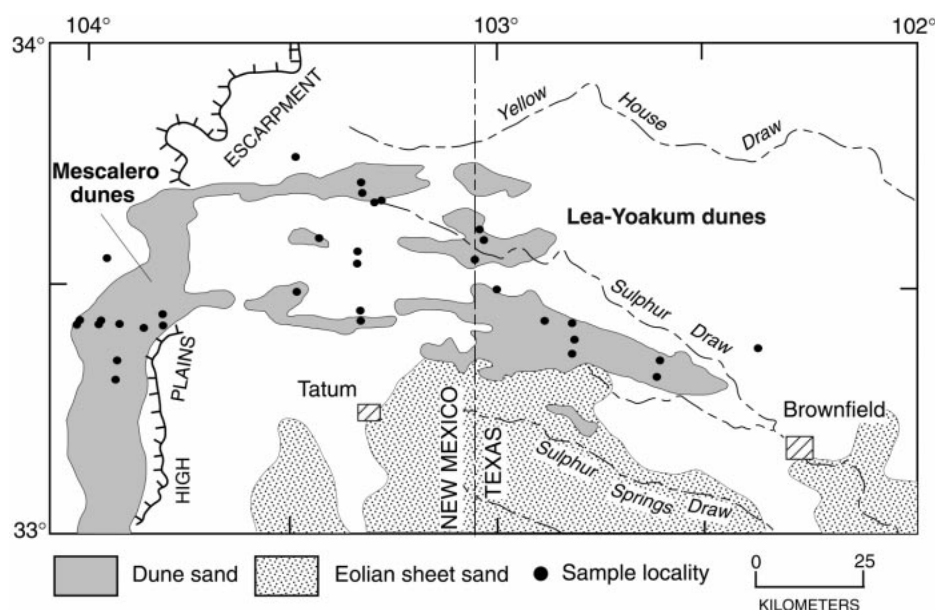 104° 103° 102°
34°
ESCARPMENT
Yellow House Draw
Mescalero
dunes
Lea-Yoakum dunes
Sulphur Draw
PLAINS
HIGH
Tatum
Brownfield
NEW MEXICO
TEXAS
Sulphur Springs Draw
33°
Dune sand Eolian sheet sand Sample locality
0 25
KILOMETERS